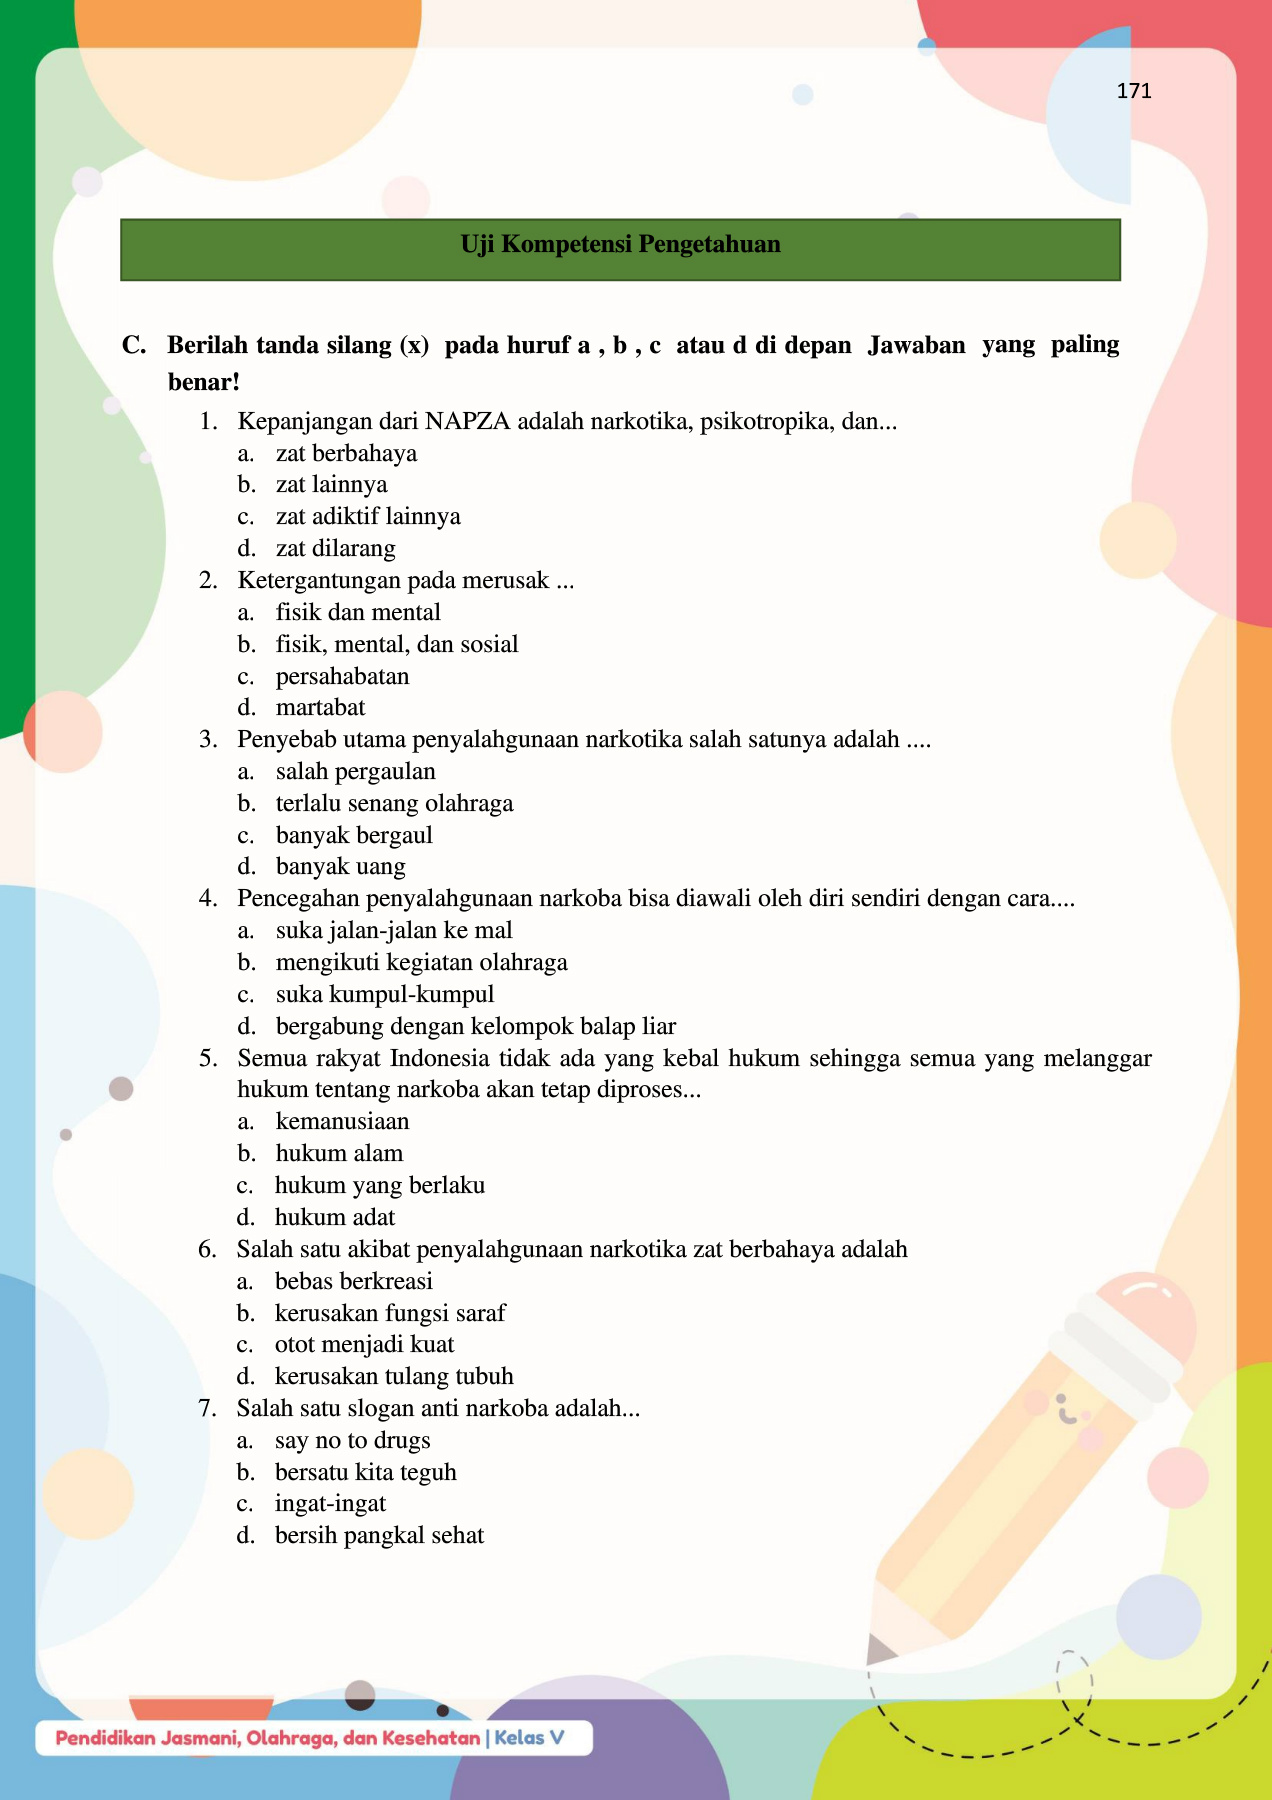 171
Uji Kompetensi Pengetahuan
C. Berilah tanda silang (x) pada huruf a , b , c atau d di depan Jawaban yang paling
benar!
1. Kepanjangan dari NAPZA adalah narkotika, psikotropika, dan...
a. zat berbahaya
b. zat lainnya
c. zat adiktif lainnya
d. zat dilarang
2. Ketergantungan pada merusak ...
a. fisik dan mental
b. fisik, mental, dan sosial
c. persahabatan
d. martabat
3. Penyebab utama penyalahgunaan narkotika salah satunya adalah ....
a. salah pergaulan
b. terlalu senang olahraga
c. banyak bergaul
d. banyak uang
4. Pencegahan penyalahgunaan narkoba bisa diawali oleh diri sendiri dengan cara....
a. suka jalan-jalan ke mal
b. mengikuti kegiatan olahraga
c. suka kumpul-kumpul
d. bergabung dengan kelompok balap liar
5. Semua rakyat Indonesia tidak ada yang kebal hukum sehingga semua yang melanggar
hukum tentang narkoba akan tetap diproses...
a. kemanusiaan
b. hukum alam
c. hukum yang berlaku
d. hukum adat
6. Salah satu akibat penyalahgunaan narkotika zat berbahaya adalah
a. bebas berkreasi
b. kerusakan fungsi saraf
c. otot menjadi kuat
d. kerusakan tulang tubuh
7. Salah satu slogan anti narkoba adalah...
a. say no to drugs
b. bersatu kita teguh
c. ingat-ingat
d. bersih pangkal sehat
Pendidikan Jasmani, Olahraga, dan Kesehatan | Kelas V